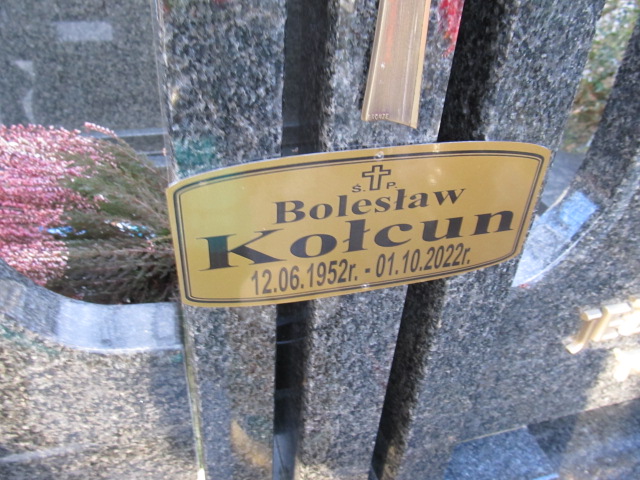 Ś. P.
Bolesław
Kołcun
12.06.1952r. - 01.10.2022r.